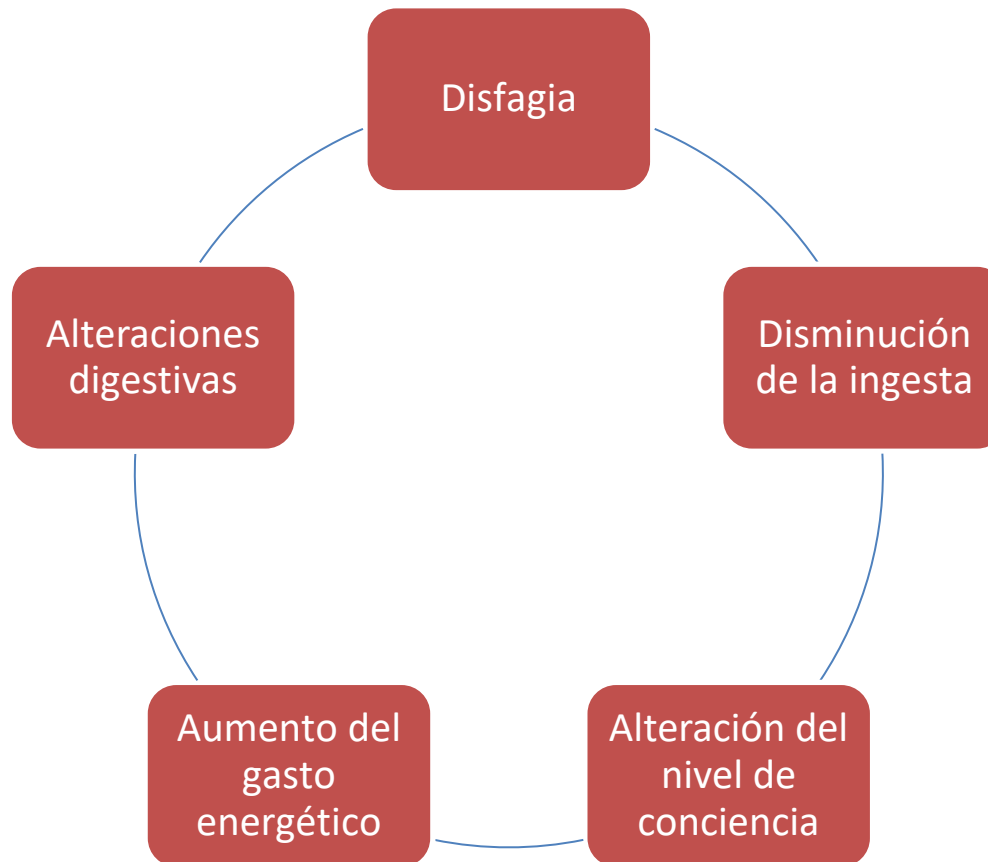 Disfagia
Disminución
de la ingesta
Alteración del
nivel de
conciencia
Aumento del
gasto
energético
Alteraciones
digestivas